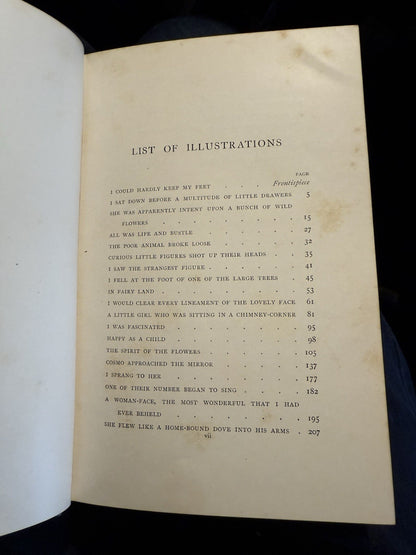 LIST OF ILLUSTRATIONS
PAGE
I COULD HARDLY KEEP MY FEET . . . Frontispiece
I SAT DOWN BEFORE A MULTITUDE OF LITTLE DRAWERS 5
SHE WAS APPARENTLY INTENT UPON A BUNCH OF WILD
FLOWERS . . . . . . 15
ALL WAS LIFE AND BUSTLE . . . . 27
THE POOR ANIMAL BROKE LOOSE . . . . 32
CURIOUS LITTLE FIGURES SHOT UP THEIR HEADS . . 35
I SAW THE STRANGEST FIGURE . . . . 41
I FELL AT THE FOOT OF ONE OF THE LARGE TREES . 45
IN FAIRY LAND . . . . . . 53
I WOULD CLEAR EVERY LINEAMENT OF THE LOVELY FACE 61
A LITTLE GIRL WHO WAS SITTING IN A CHIMNEY-CORNER 81
I WAS FASCINATED . . . . . 95
HAPPY AS A CHILD . . . . . 98
THE SPIRIT OF THE FLOWERS . . . . 103
COSMO APPROACHED THE MIRROR . . . . 137
I SPRANG TO HER . . . . . 177
ONE OF THEIR NUMBER BEGAN TO SING . . . 182
A WOMAN-FACE, THE MOST WONDERFUL THAT I HAD
EVER BEHELD . . . . . 195
SHE FLEW LIKE A HOME-BOUND DOVE INTO HIS ARMS . 207
vii